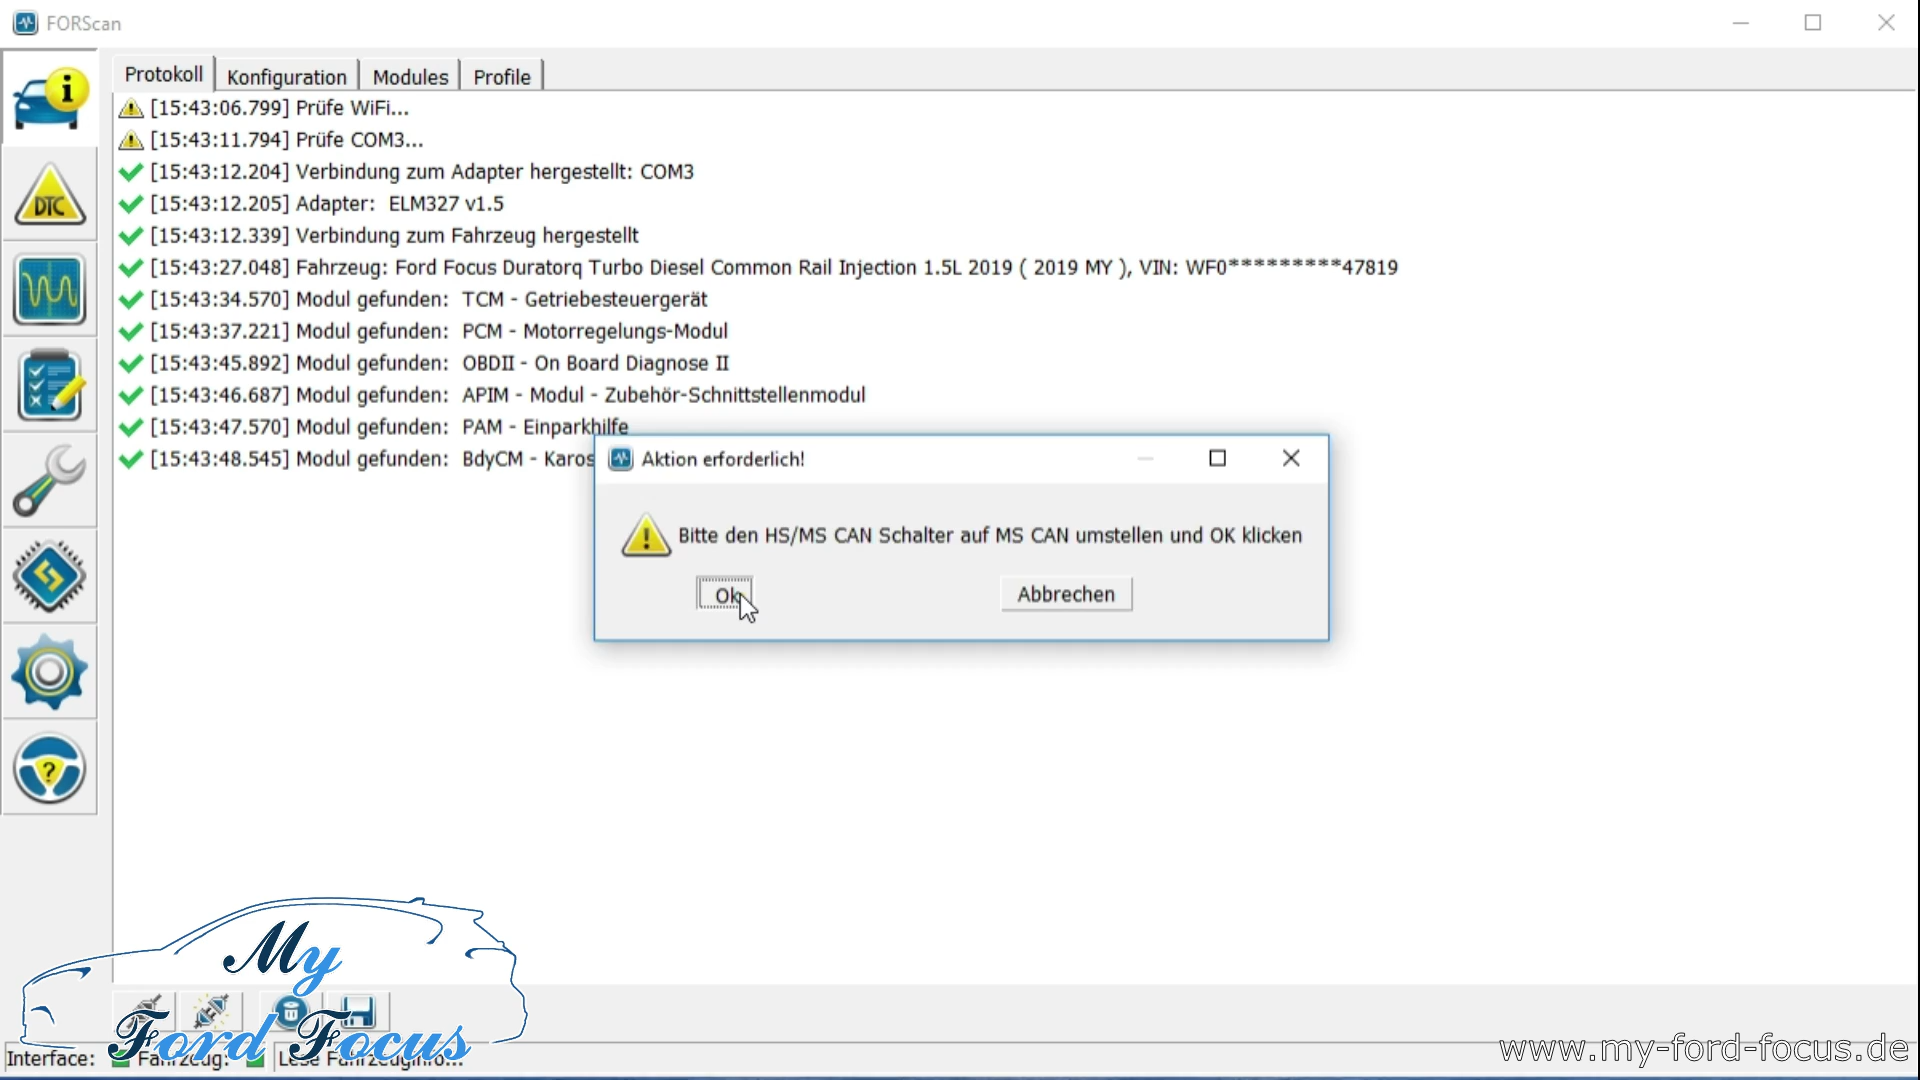 FORScan
Protokoll Konfiguration Modules Profile
[15:43:06.799] Prüfe WiFi...
[15:43:11.794] Prüfe COM3...
[15:43:12.204] Verbindung zum Adapter hergestellt: COM3
[15:43:12.205] Adapter: ELM327 v1.5
[15:43:12.339] Verbindung zum Fahrzeug hergestellt
[15:43:27.048] Fahrzeug: Ford Focus Duratorq Turbo Diesel Common Rail Injection 1.5L 2019 ( 2019 MY ), VIN: WF0*********47819
[15:43:34.570] Modul gefunden: TCM - Getriebesteuergerät
[15:43:37.221] Modul gefunden: PCM - Motorregelungs-Modul
[15:43:45.892] Modul gefunden: OBDII - On Board Diagnose II
[15:43:46.687] Modul gefunden: APIM - Modul - Zubehör-Schnittstellenmodul
[15:43:47.570] Modul gefunden: PAM - Einparkhilfe
[15:43:48.545] Modul gefunden: BdyCM - Karos
Aktion erforderlich!
Bitte den HS/MS CAN Schalter auf MS CAN umstellen und OK klicken
Ok Abbrechen
DTC
My
Ford Focus
Interface: Fahrzeug: Lese Fahrzeuginfo...
www.my-ford-focus.de